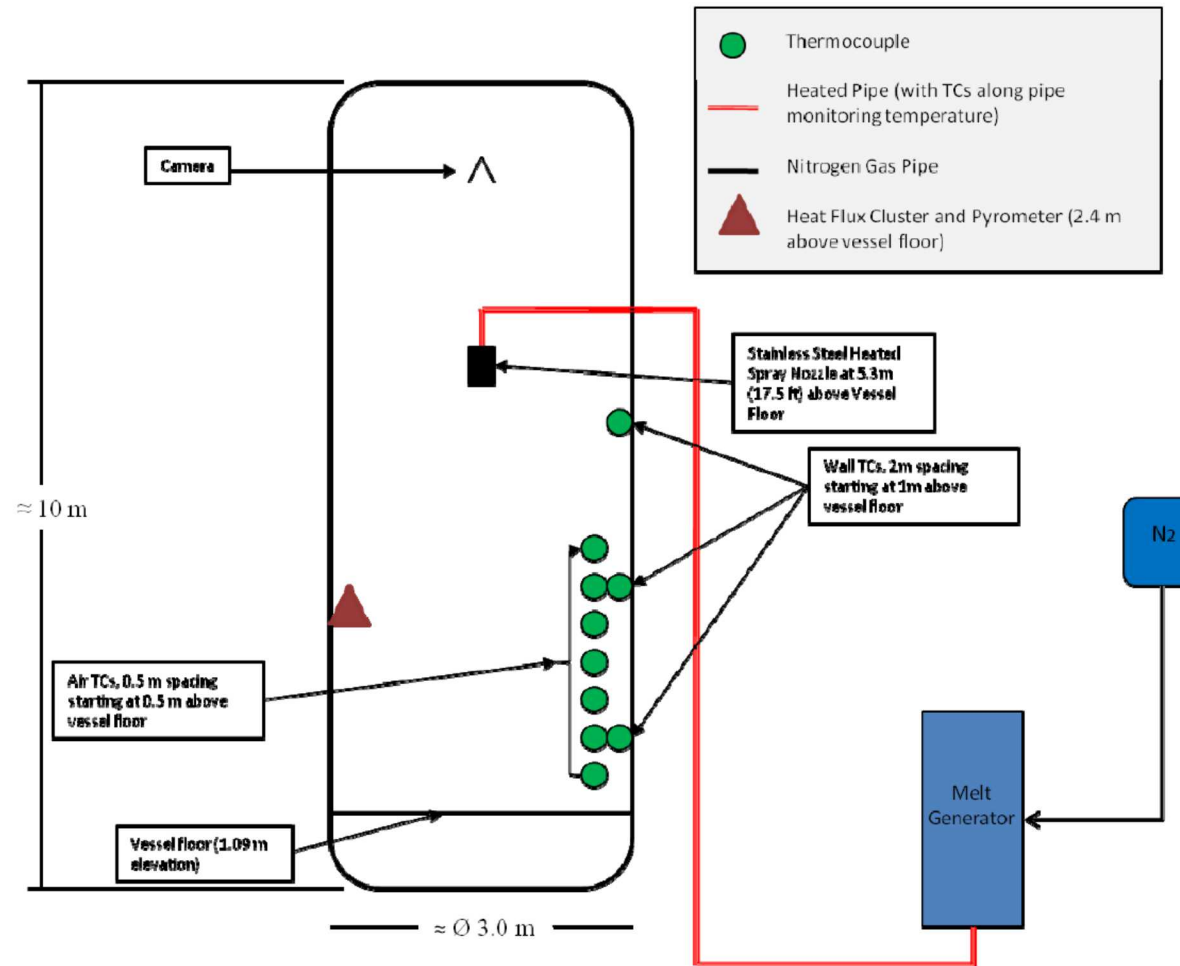 Thermocouple
Heated Pipe (with TCs along pipe
monitoring temperature)
Nitrogen Gas Pipe
Heat Flux Cluster and Pyrometer (2.4 m
above vessel floor)
Camera
Stainless Steel Heated
Spray Nozzle at 5.3m
(17.5 ft) above Vessel
Floor
Wall TCs, 2m spacing
starting at 1m above
vessel floor
≈ 10 m
N2
Air TCs, 0.5 m spacing
starting at 0.5 m above
vessel floor
Melt
Generator
Vessel floor (1.09 m
elevation)
≈ Ø 3.0 m